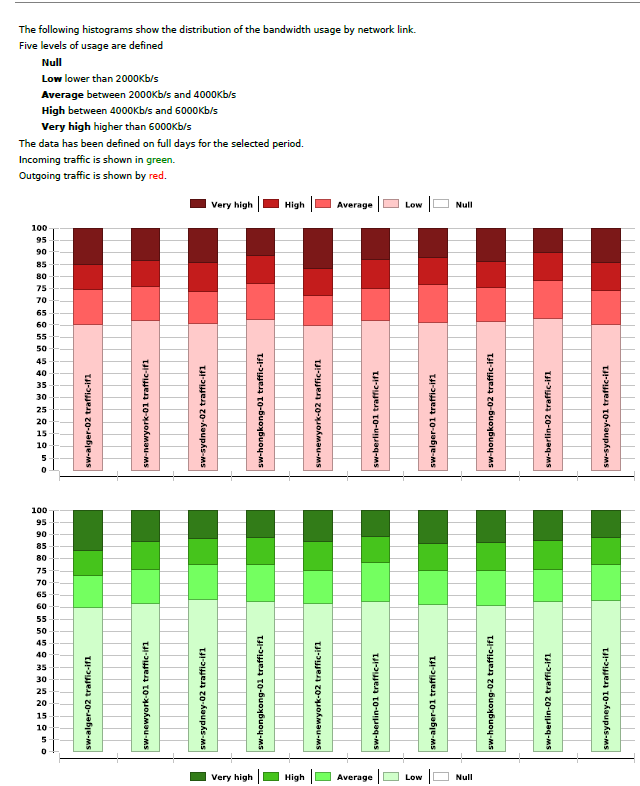 The following histograms show the distribution of the bandwidth usage by network link.
Five levels of usage are defined
Null
Low lower than 2000Kb/s
Average between 2000Kb/s and 4000Kb/s
High between 4000Kb/s and 6000Kb/s
Very high higher than 6000Kb/s
The data has been defined on full days for the selected period.
Incoming traffic is shown in green.
Outgoing traffic is shown by red.
Very high High Average Low Null
100
95
90
85
80
75
70
65
60
55
50
45
40
35
30
25
20
15
10
5
0
sw-alger-02 traffic-if1
sw-newyork-01 traffic-if1
sw-sydney-02 traffic-if1
sw-hongkong-01 traffic-if1
sw-newyork-02 traffic-if1
sw-berlin-01 traffic-if1
sw-alger-01 traffic-if1
sw-hongkong-02 traffic-if1
sw-berlin-02 traffic-if1
sw-sydney-01 traffic-if1
100
95
90
85
80
75
70
65
60
55
50
45
40
35
30
25
20
15
10
5
0
sw-alger-02 traffic-if1
sw-newyork-01 traffic-if1
sw-sydney-02 traffic-if1
sw-hongkong-01 traffic-if1
sw-newyork-02 traffic-if1
sw-berlin-01 traffic-if1
sw-alger-01 traffic-if1
sw-hongkong-02 traffic-if1
sw-berlin-02 traffic-if1
sw-sydney-01 traffic-if1
Very high High Average Low Null